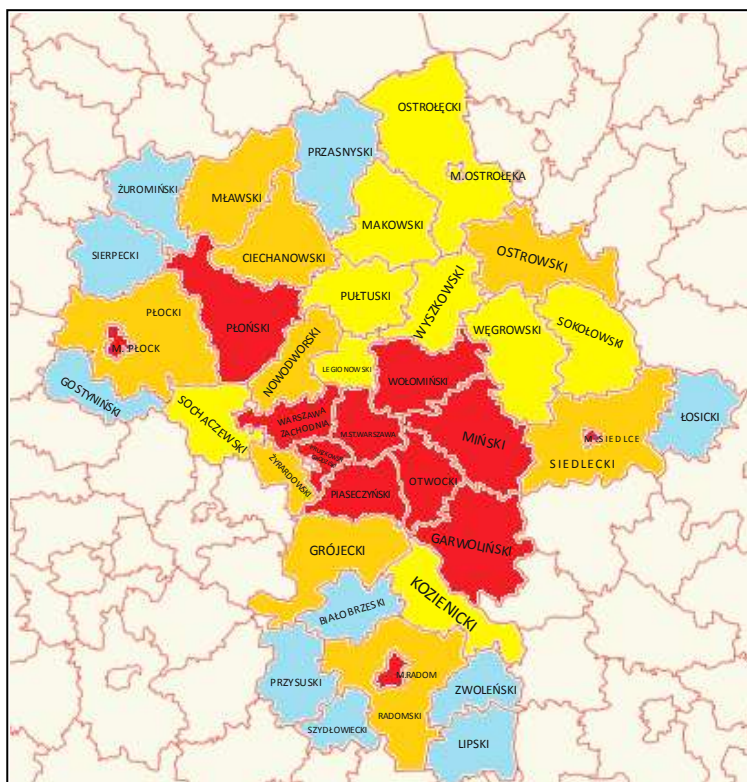 OSTROŁĘCKI
PRZASNYSKI
M.OSTROŁĘKA
ŻUROMIŃSKI
MŁAWSKI
MAKOWSKI
SIERPECKI
CIECHANOWSKI
OSTROWSKI
PŁOCKI
PŁOŃSKI
PUŁTUSKI
WYSZKOWSKI
WĘGROWSKI
SOKOŁOWSKI
M. PŁOCK
NOWODWORSKI
LEGIONOWSKI
WOŁOMIŃSKI
GOSTYNIŃSKI
SOCHACZEWSKI
WARSZAWA
ZACHODNIA
M.ST.WARSZAWA
MIŃSKI
M. SIEDLCE
ŁOSICKI
SIEDLECKI
ŻYRARDOWSKI
PIASECZYŃSKI
OTWOCKI
GARWOLIŃSKI
GRÓJECKI
KOZIENICKI
BIAŁOBRZESKI
PRZYSUSKI
M.RADOM
ZWOLEŃSKI
RADOMSKI
SZYDŁOWIECKI
LIPSKI